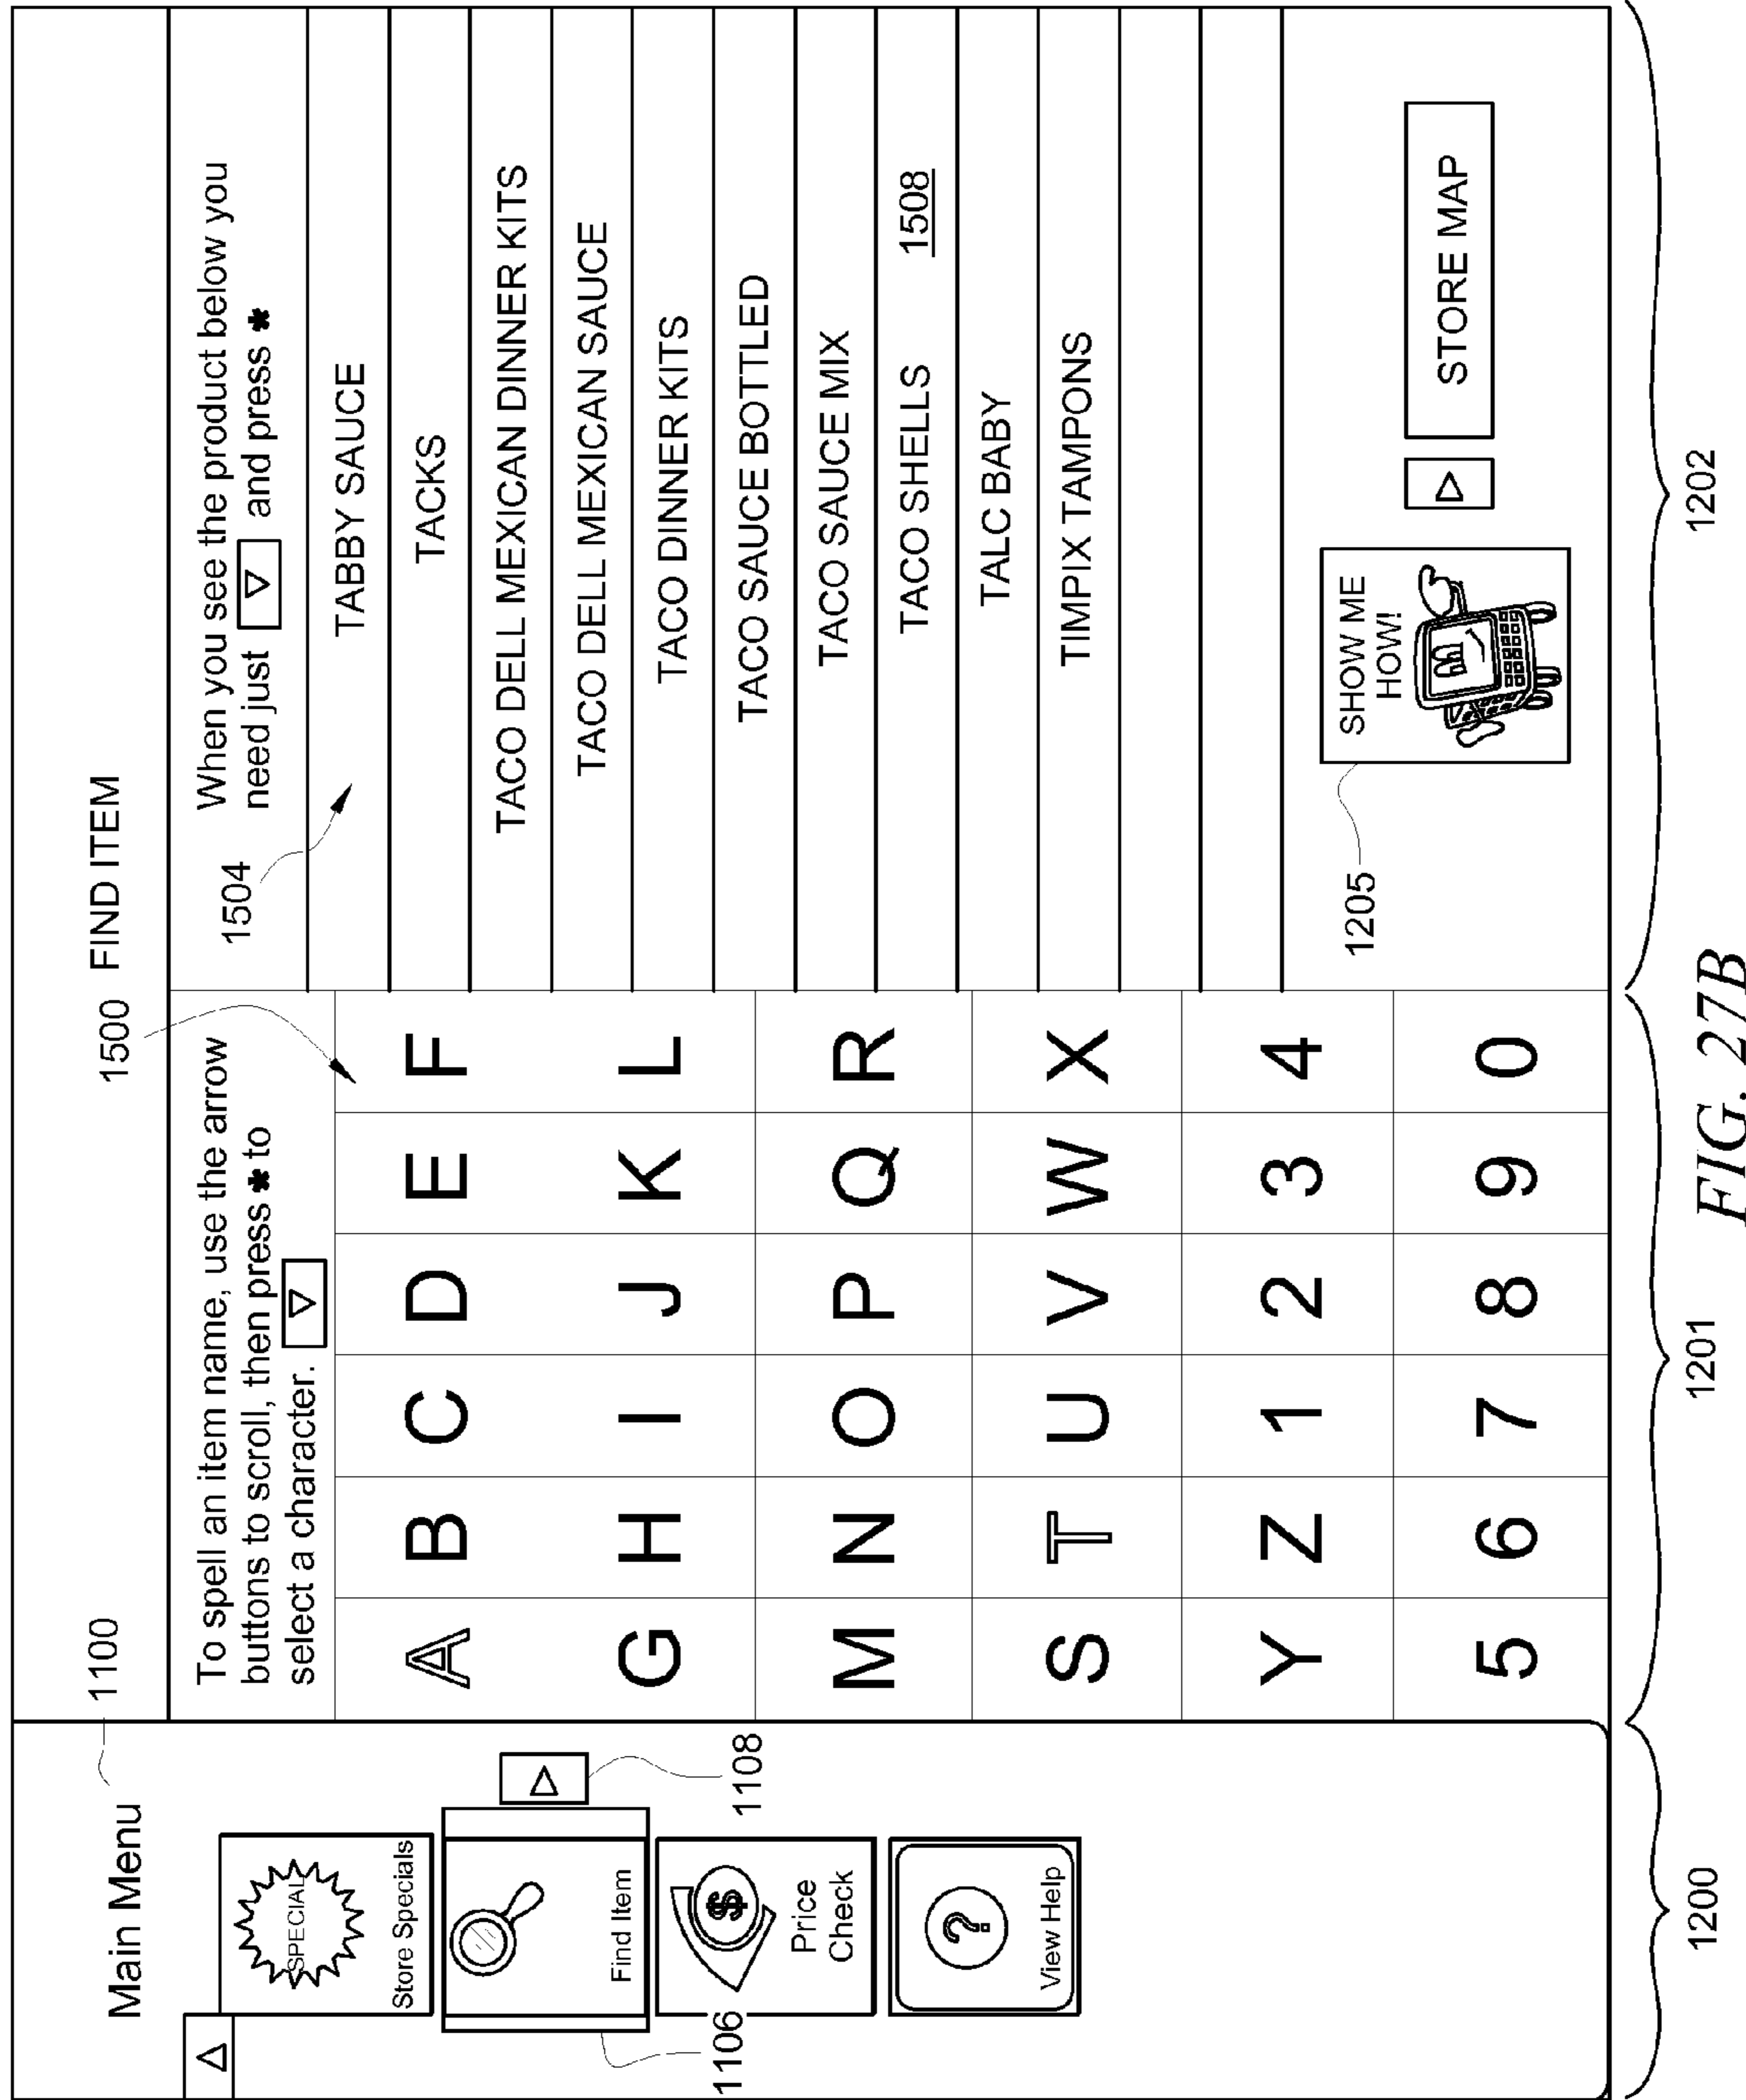 Main Menu
1100
SPECIAL
Store Specials
Find Item
1106
1108
Price
Check
$
?
View Help
1200
1500
FIND ITEM
To spell an item name, use the arrow
buttons to scroll, then press * to
select a character.
A B C D E F
G H I J K L
M N O P Q R
S T U V W X
Y Z 1 2 3 4
5 6 7 8 9 0
1201
1504
When you see the product below you
need just and press *
TABBY SAUCE
TACKS
TACO DELL MEXICAN DINNER KITS
TACO DELL MEXICAN SAUCE
TACO DINNER KITS
TACO SAUCE BOTTLED
TACO SAUCE MIX
TACO SHELLS 1508
TALC BABY
TIMPIX TAMPONS
1205
SHOW ME
HOW!
STORE MAP
1202
FIG. 27B